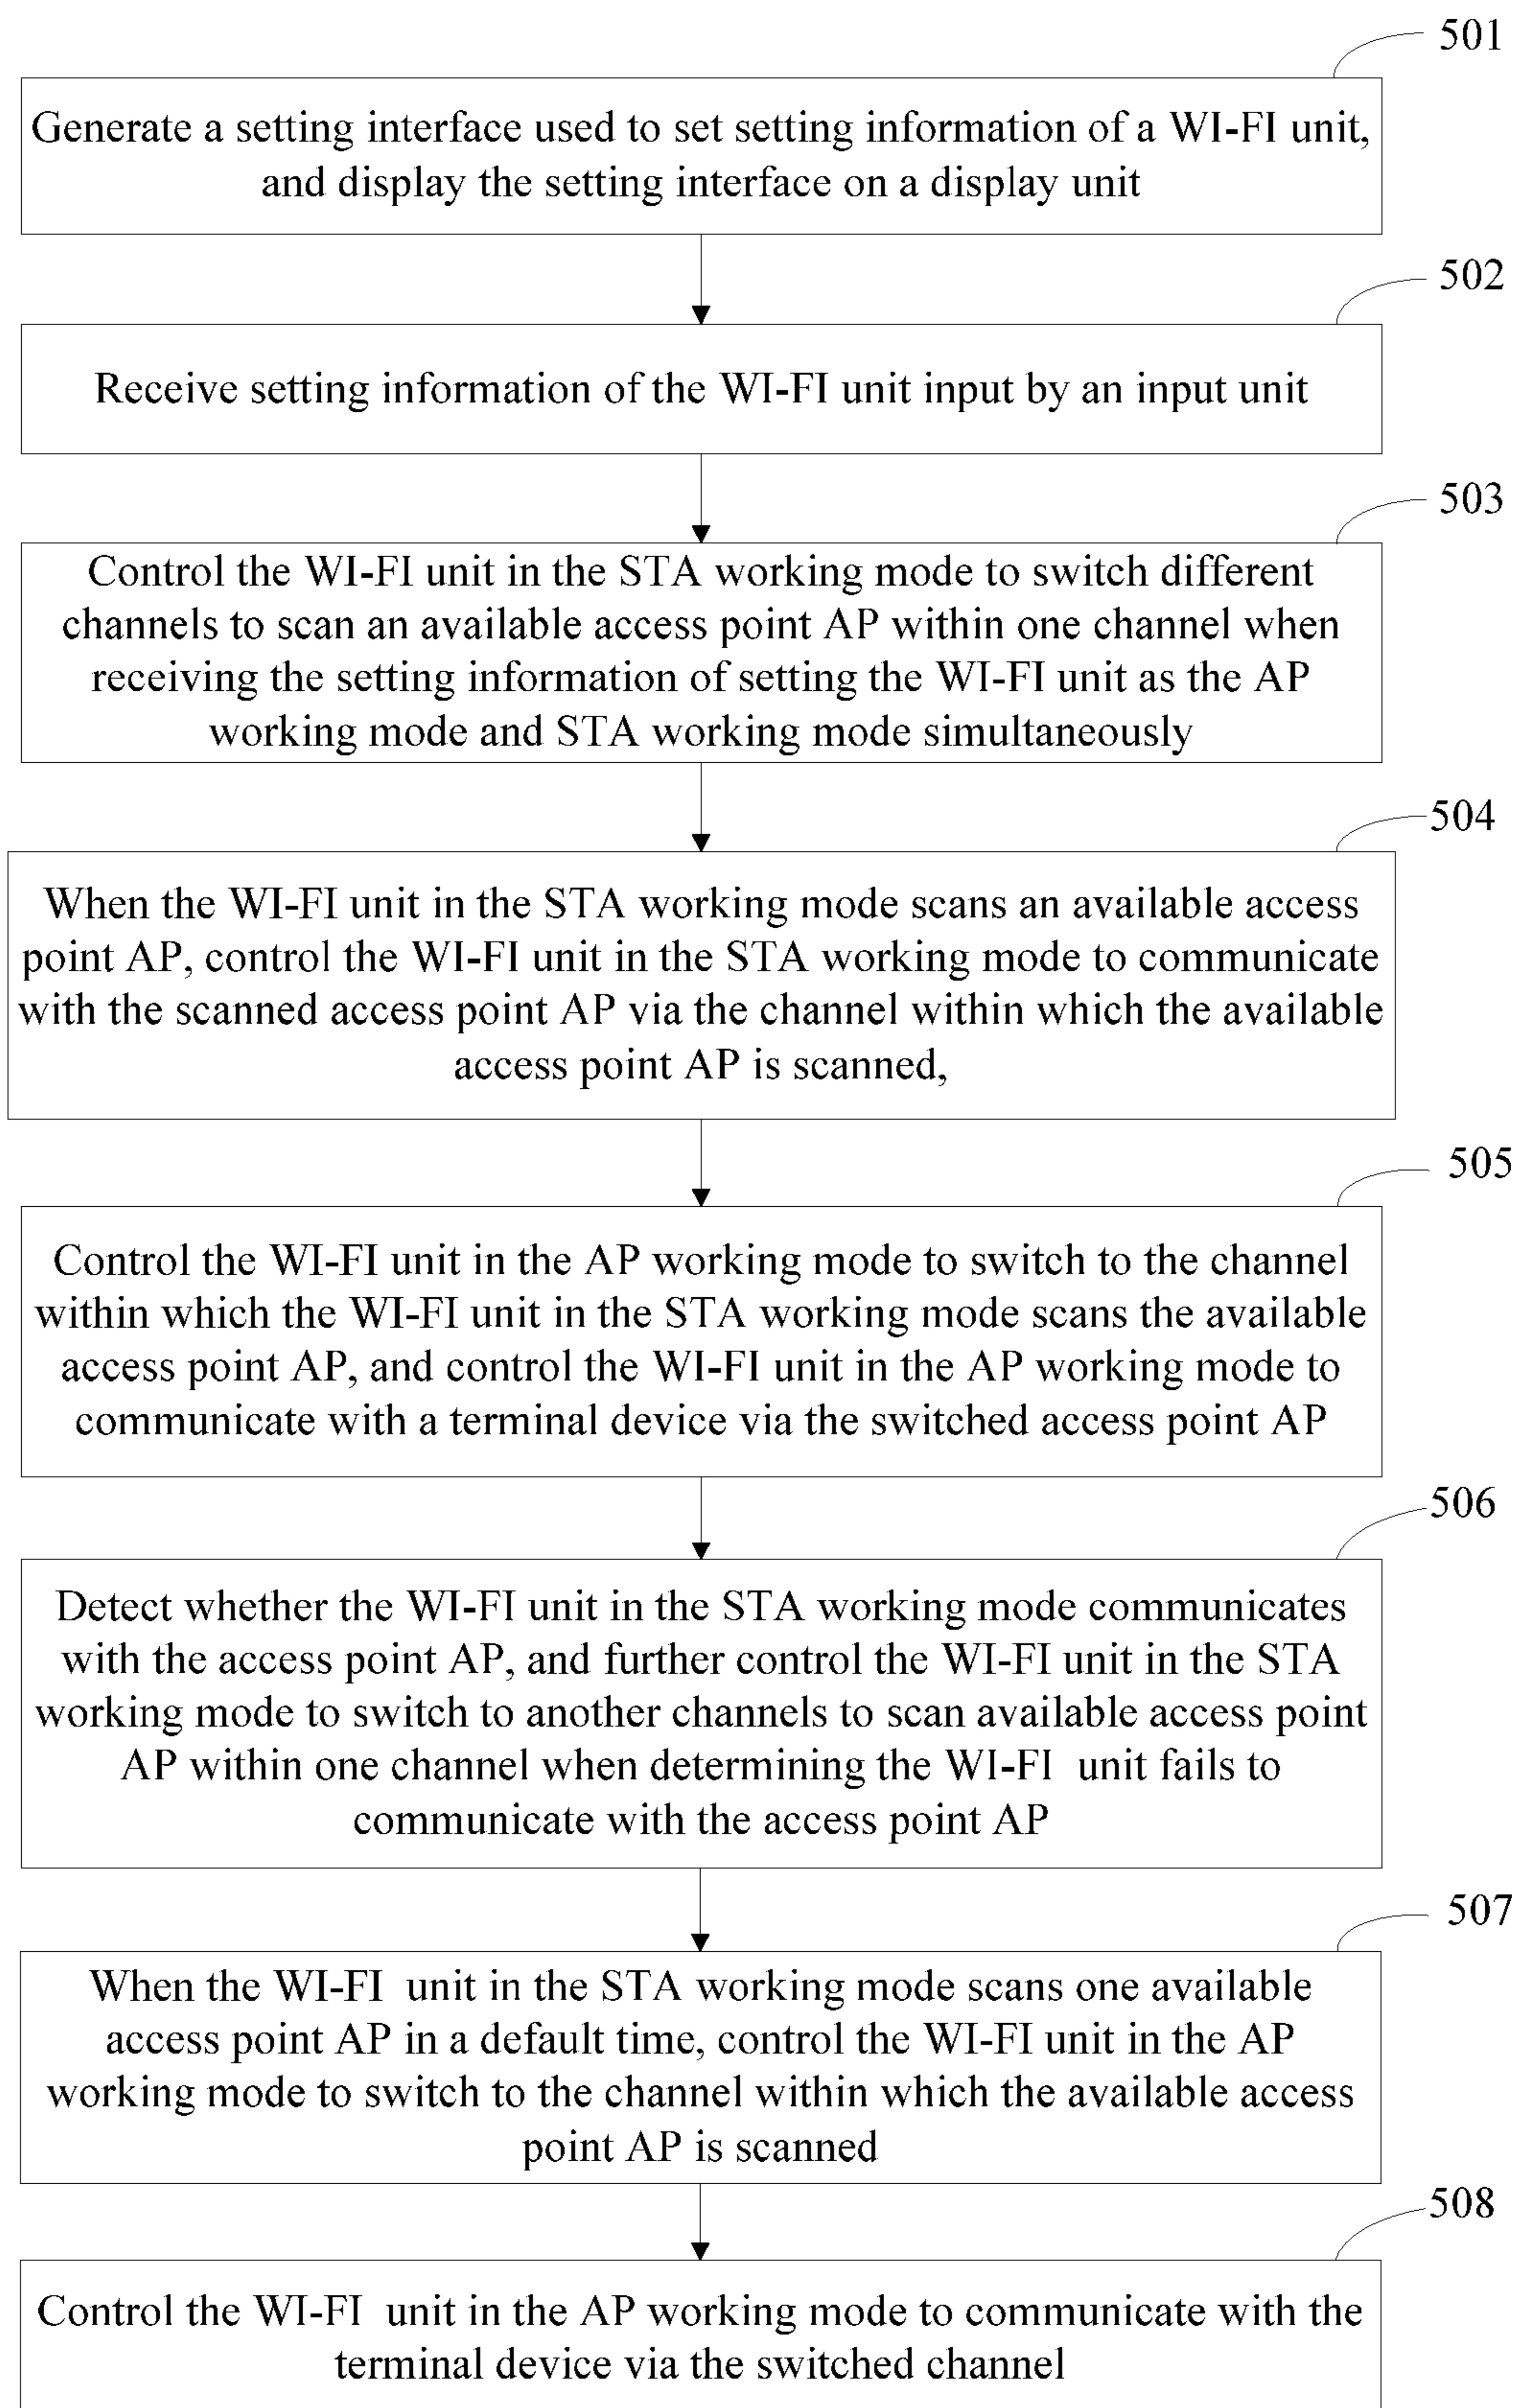 501
Generate a setting interface used to set setting information of a WI-FI unit,
and display the setting interface on a display unit
502
Receive setting information of the WI-FI unit input by an input unit
503
Control the WI-FI unit in the STA working mode to switch different
channels to scan an available access point AP within one channel when
receiving the setting information of setting the WI-FI unit as the AP
working mode and STA working mode simultaneously
504
When the WI-FI unit in the STA working mode scans an available access
point AP, control the WI-FI unit in the STA working mode to communicate
with the scanned access point AP via the channel within which the available
access point AP is scanned,
505
Control the WI-FI unit in the AP working mode to switch to the channel
within which the WI-FI unit in the STA working mode scans the available
access point AP, and control the WI-FI unit in the AP working mode to
communicate with a terminal device via the switched access point AP
506
Detect whether the WI-FI unit in the STA working mode communicates
with the access point AP, and further control the WI-FI unit in the STA
working mode to switch to another channels to scan available access point
AP within one channel when determining the WI-FI unit fails to
communicate with the access point AP
507
When the WI-FI unit in the STA working mode scans one available
access point AP in a default time, control the WI-FI unit in the AP
working mode to switch to the channel within which the available access
point AP is scanned
508
Control the WI-FI unit in the AP working mode to communicate with the
terminal device via the switched channel